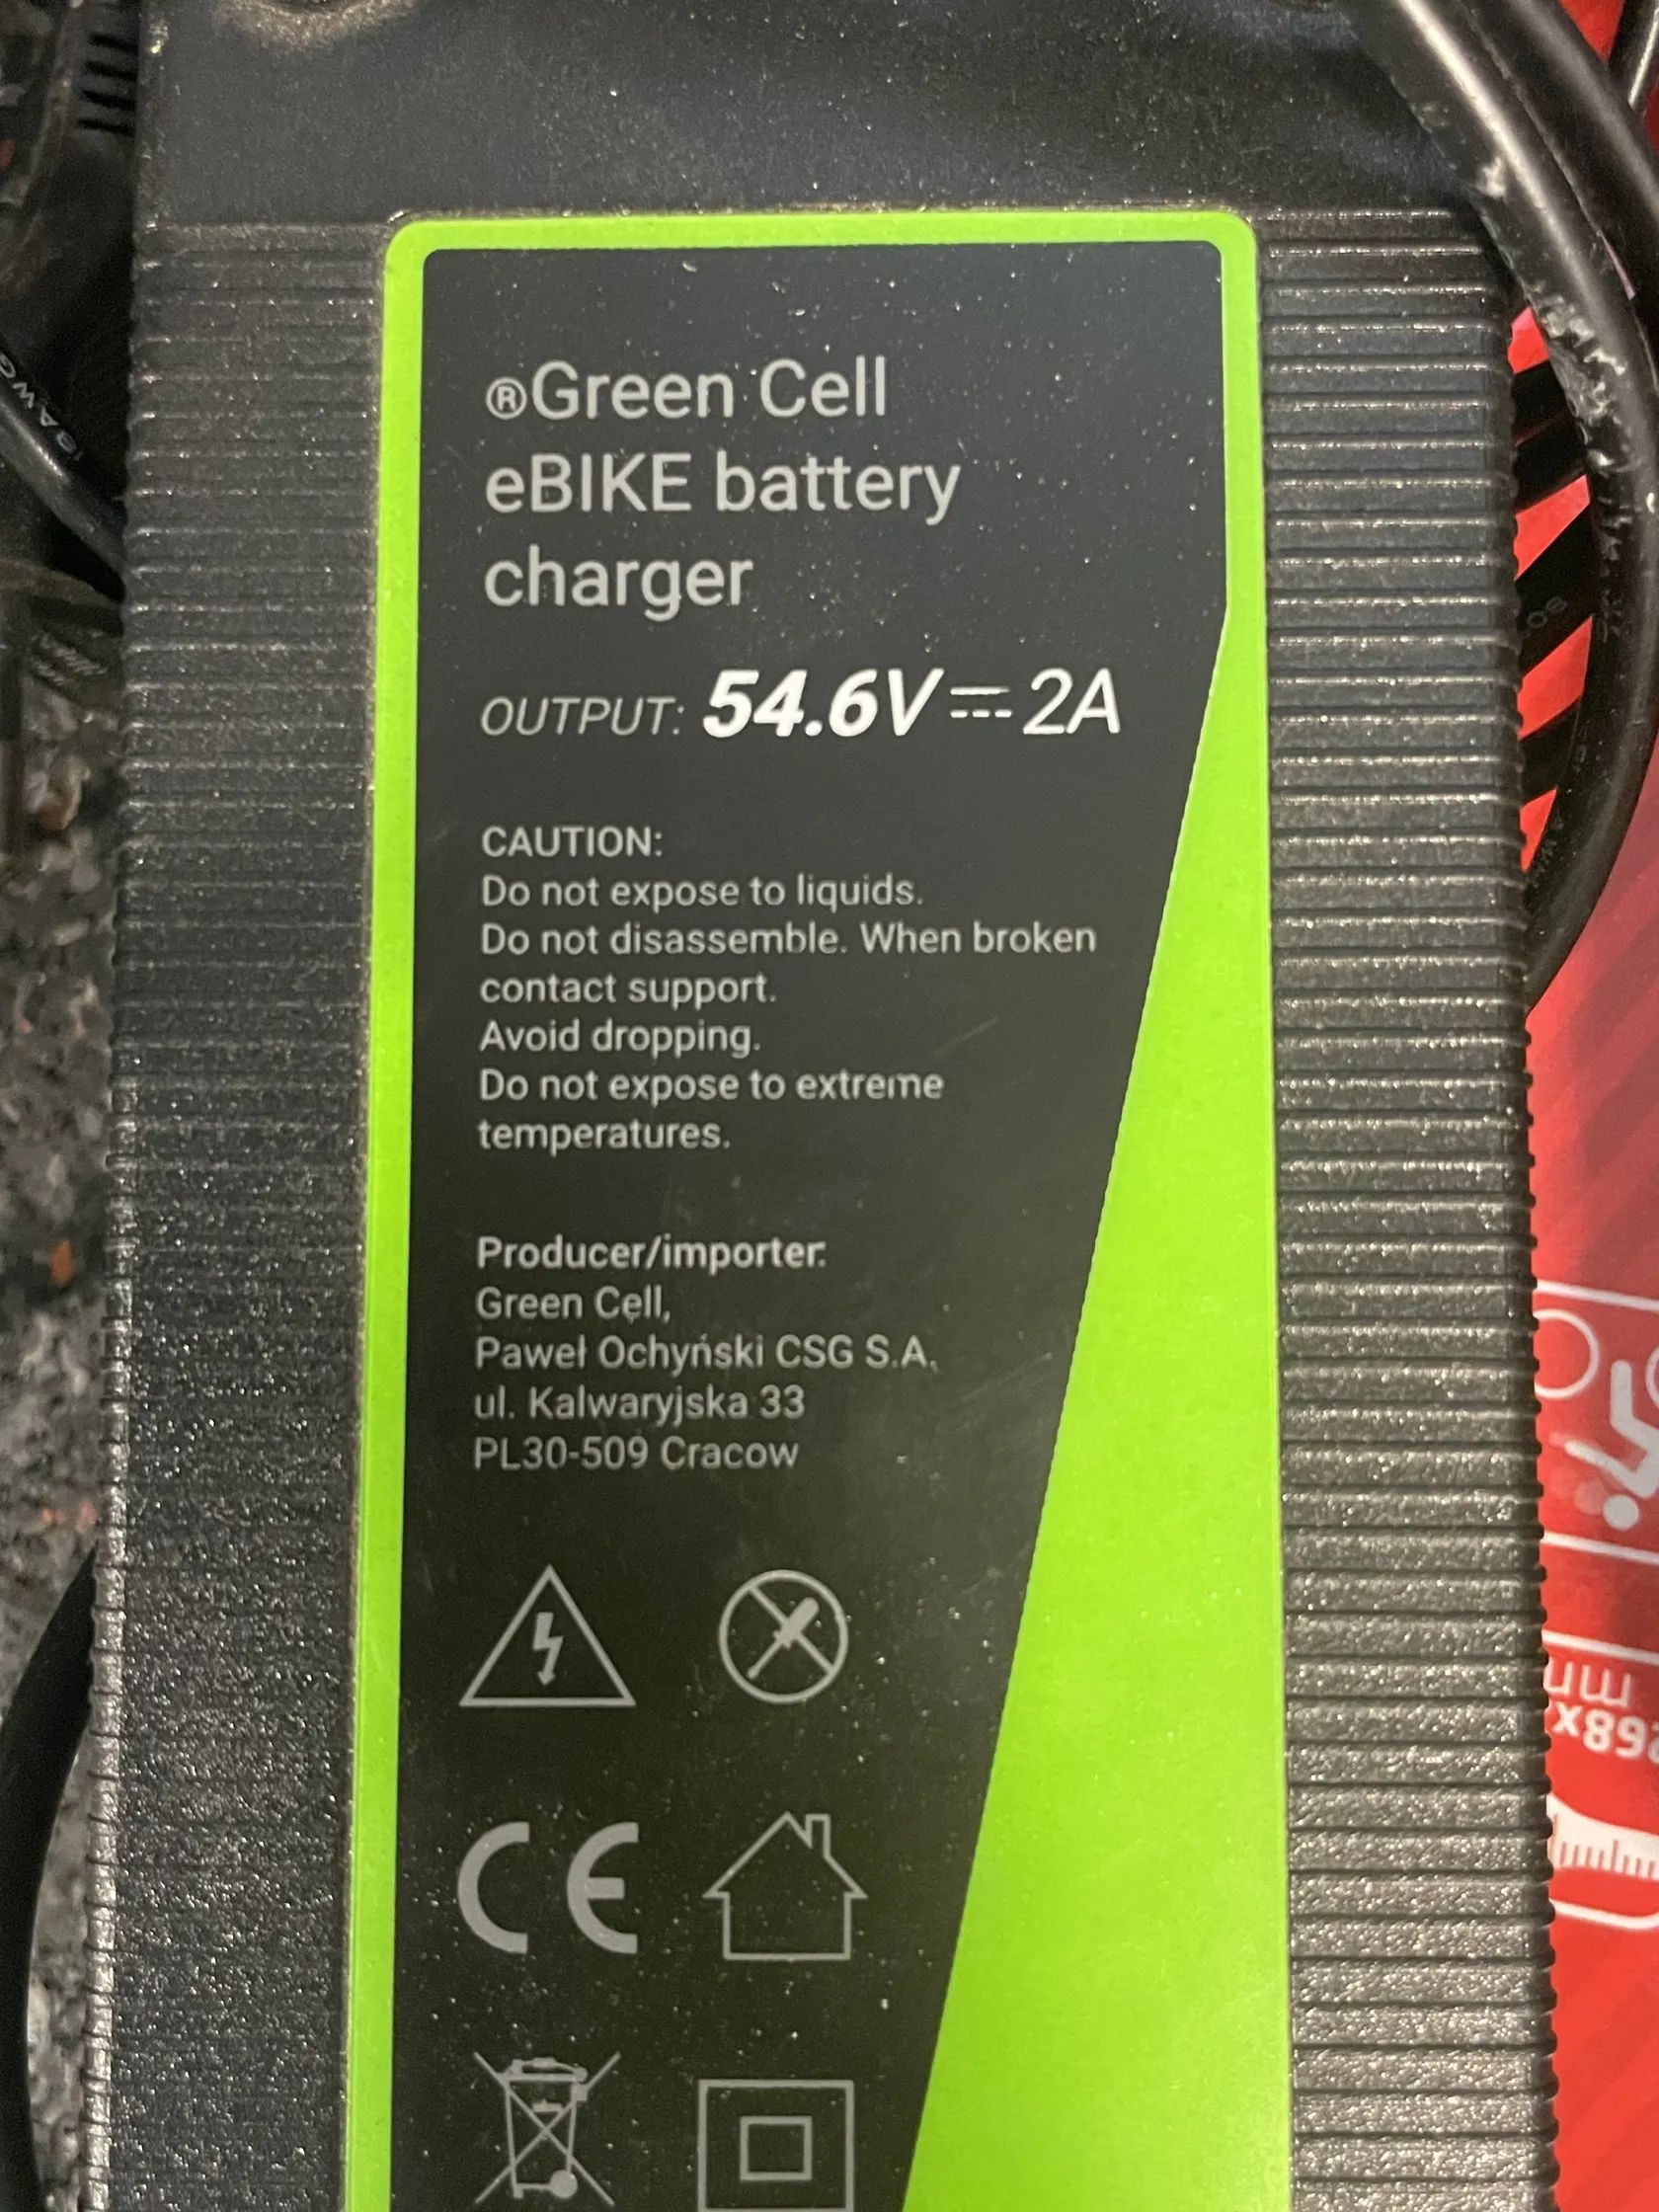 ®Green Cell
eBIKE battery
charger
OUTPUT: 54.6V⎓2A
CAUTION:
Do not expose to liquids.
Do not disassemble. When broken
contact support.
Avoid dropping.
Do not expose to extreme
temperatures.
Producer/importer:
Green Cell,
Paweł Ochyński CSG S.A.
ul. Kalwaryjska 33
PL30-509 Cracow
CE
18AWG